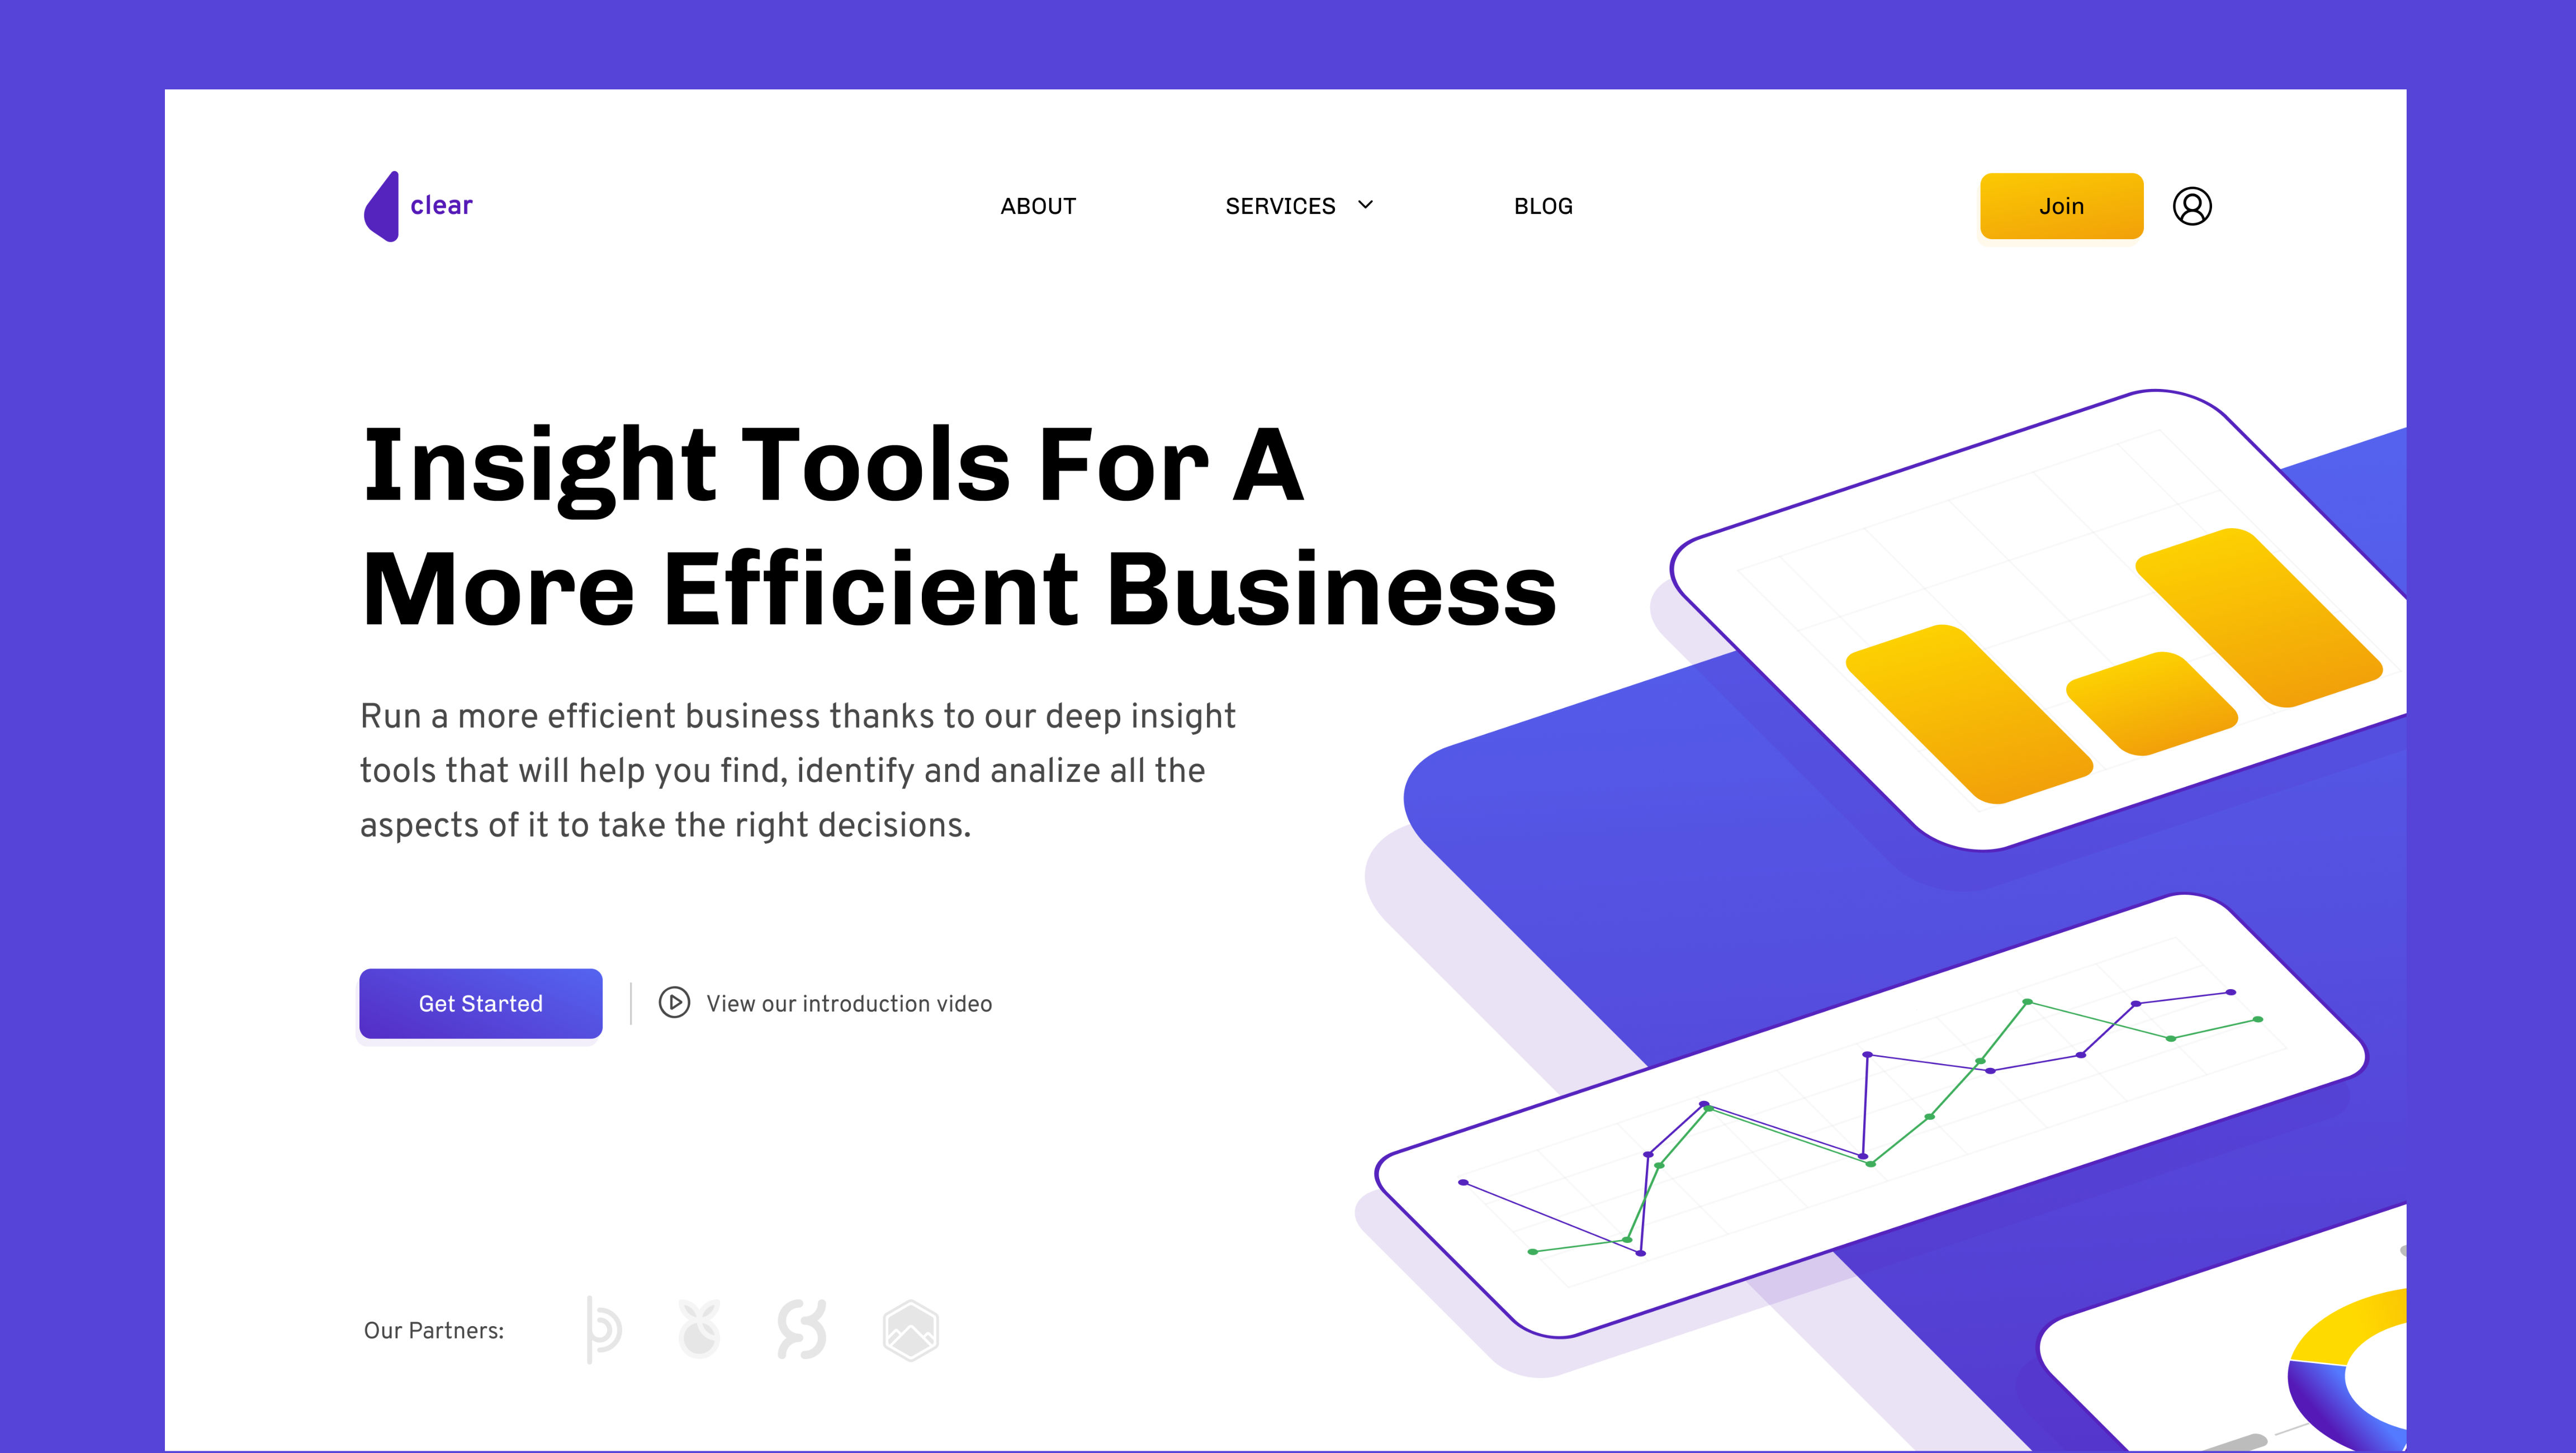 clear
ABOUT
SERVICES
BLOG
Join
Insight Tools For A
More Efficient Business
Run a more efficient business thanks to our deep insight
tools that will help you find, identify and analize all the
aspects of it to take the right decisions.
Get Started
View our introduction video
Our Partners: